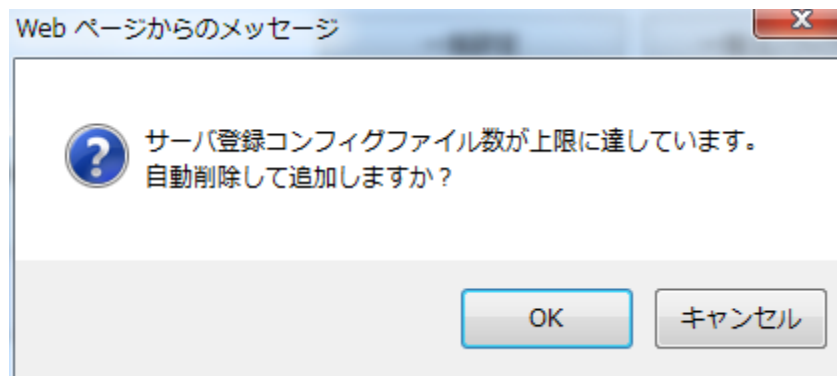 Web ページからのメッセージ
サーバ登録コンフィグファイル数が上限に達しています。
自動削除して追加しますか？
OK
キャンセル